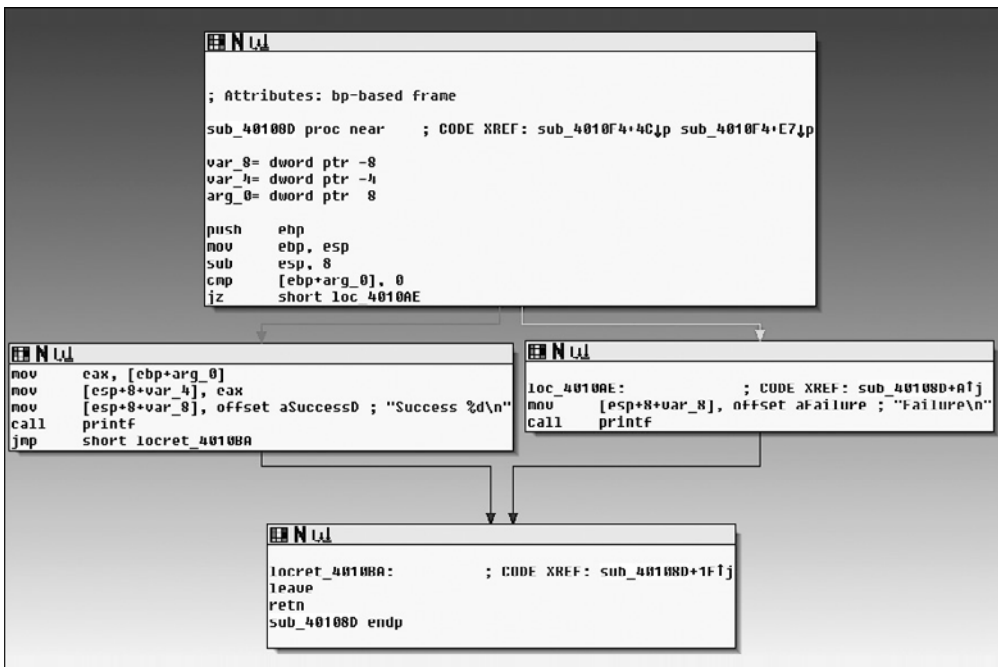 ; Attributes: bp-based frame
sub_40108D proc near ; CODE XREF: sub_4010F4+4C↓p sub_4010F4+E7↓p
var_8= dword ptr -8
var_4= dword ptr -4
arg_0= dword ptr 8
push ebp
mov ebp, esp
sub esp, 8
cmp [ebp+arg_0], 0
jz short loc_4010AE
mov eax, [ebp+arg_0]
mov [esp+8+var_4], eax
mov [esp+8+var_8], offset aSuccessD ; "Success %d\n"
call printf
jmp short locret_4010BA
loc_4010AE: ; CODE XREF: sub_40108D+A↑j
mov [esp+8+var_8], offset aFailure ; "Failure\n"
call printf
locret_4010BA: ; CODE XREF: sub_40108D+1F↑j
leave
retn
sub_40108D endp